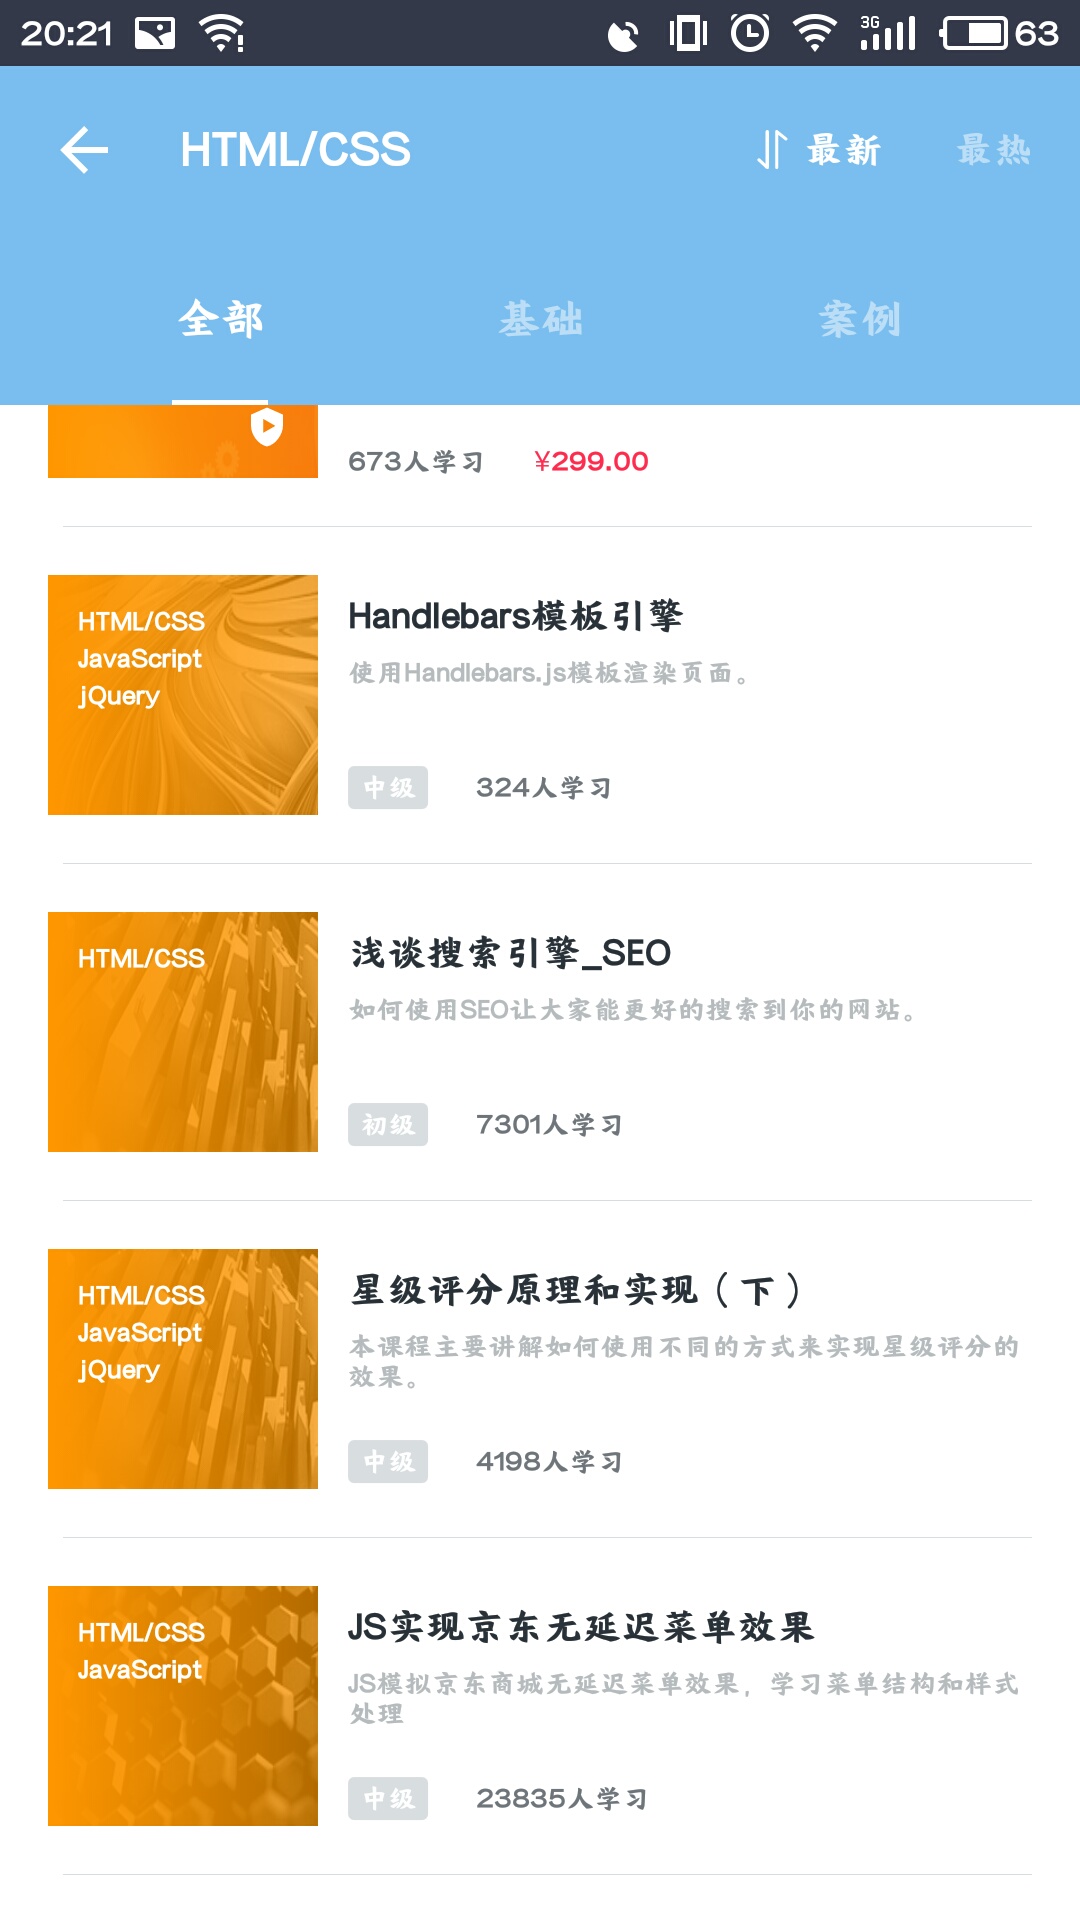 20:21
3G
63
HTML/CSS
最新
最热
全部
基础
案例
673人学习
¥299.00
HTML/CSS
JavaScript
jQuery
Handlebars模板引擎
使用Handlebars.js模板渲染页面。
中级
324人学习
HTML/CSS
浅谈搜索引擎_SEO
如何使用SEO让大家能更好的搜索到你的网站。
初级
7301人学习
HTML/CSS
JavaScript
jQuery
星级评分原理和实现（下）
本课程主要讲解如何使用不同的方式来实现星级评分的
效果。
中级
4198人学习
HTML/CSS
JavaScript
JS实现京东无延迟菜单效果
JS模拟京东商城无延迟菜单效果，学习菜单结构和样式
处理
中级
23835人学习